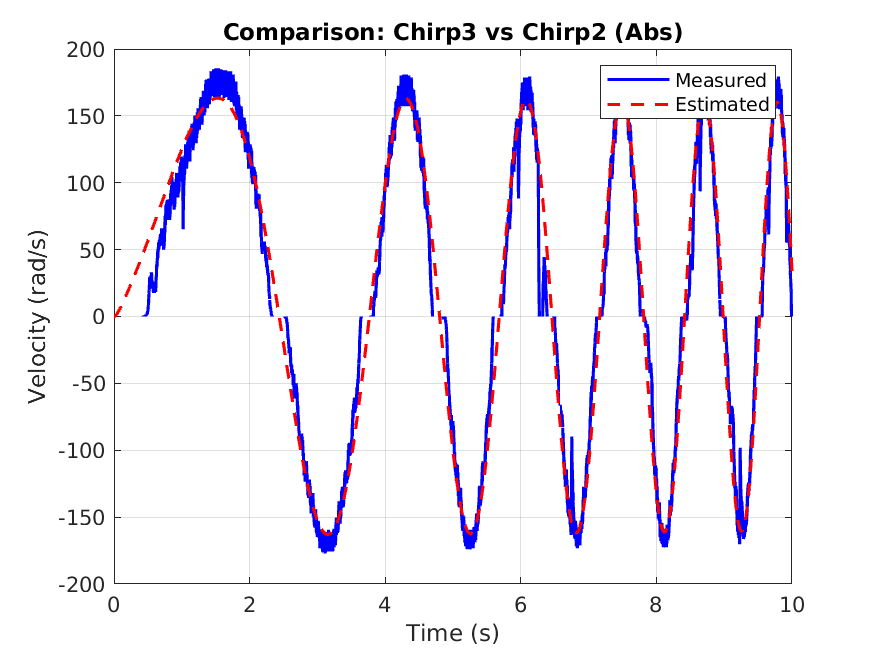 Comparison: Chirp3 vs Chirp2 (Abs)
Measured
Estimated
200
150
100
50
0
-50
-100
-150
-200
Velocity (rad/s)
0 2 4 6 8 10
Time (s)